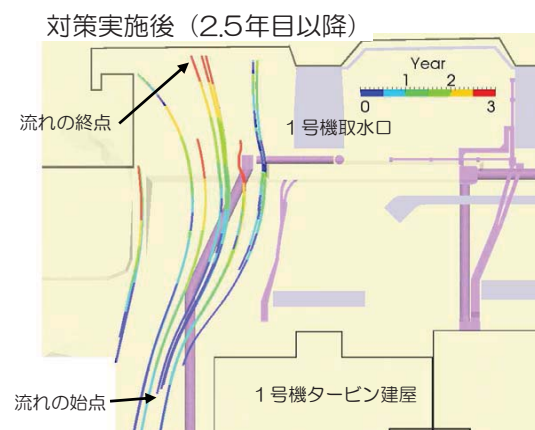 対策実施後（2.5年目以降）
Year
1 2
0 3
流れの終点
１号機取水口
流れの始点
１号機タービン建屋